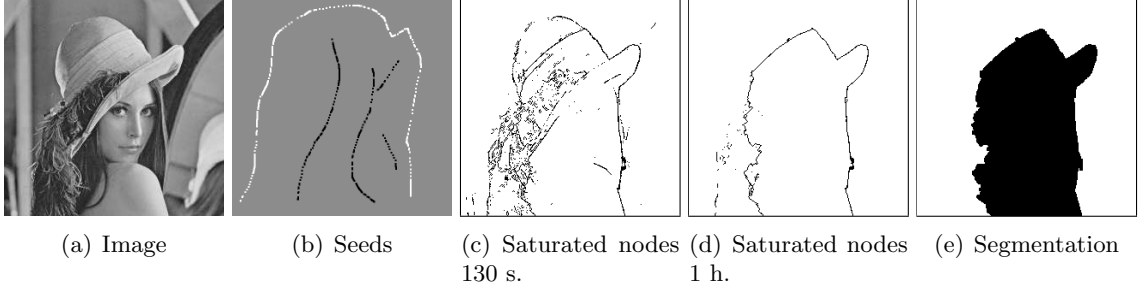 (a) Image
(b) Seeds
(c) Saturated nodes
130 s.
(d) Saturated nodes
1 h.
(e) Segmentation